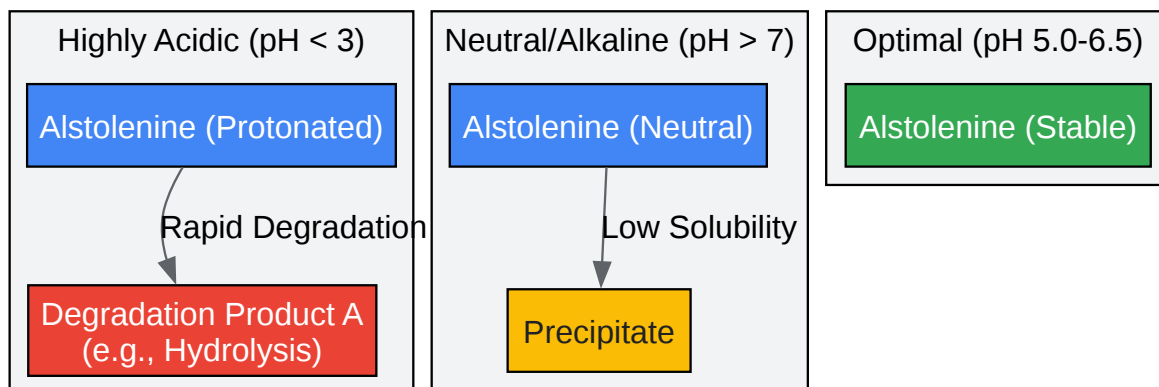 Highly Acidic (pH < 3)
Alstolenine (Protonated)
Rapid Degradation
Degradation Product A
(e.g., Hydrolysis)
Neutral/Alkaline (pH > 7)
Alstolenine (Neutral)
Low Solubility
Precipitate
Optimal (pH 5.0-6.5)
Alstolenine (Stable)